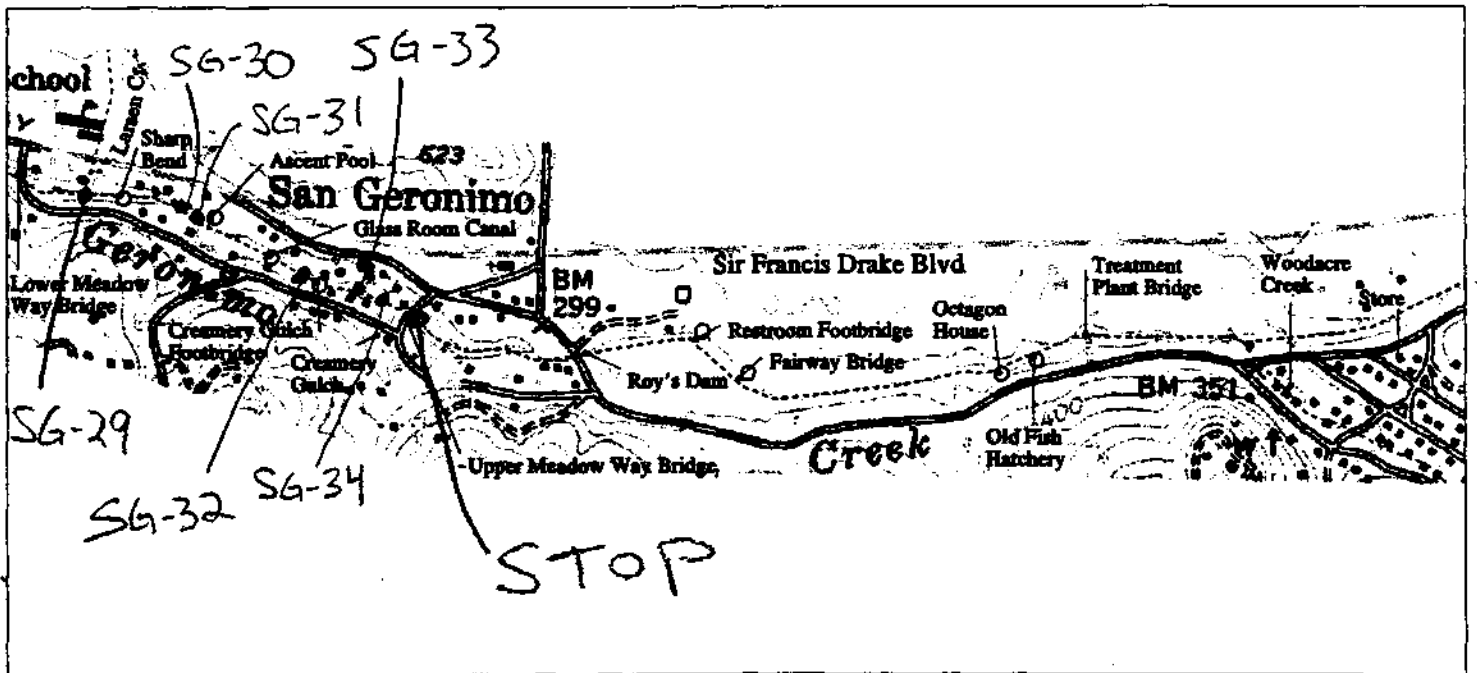 SG-30
SG-33
chool
Larsen Cr.
SG-31
Sharp
Bend
Ascent Pool
623
San Geronimo
Glass Room Canal
Geronimo
Lower Meadow
Way Bridge
BM
299
Sir Francis Drake Blvd
Treatment
Plant Bridge
Woodacre
Creek
Store
Octagon
House
Restroom Footbridge
Fairway Bridge
Roy's Dam
Creamery Gulch
Footbridge
Creamery
Gulch
BM 351
400
SG-29
Creek
Old Fish
Hatchery
Upper Meadow Way Bridge
SG-32
SG-34
STOP